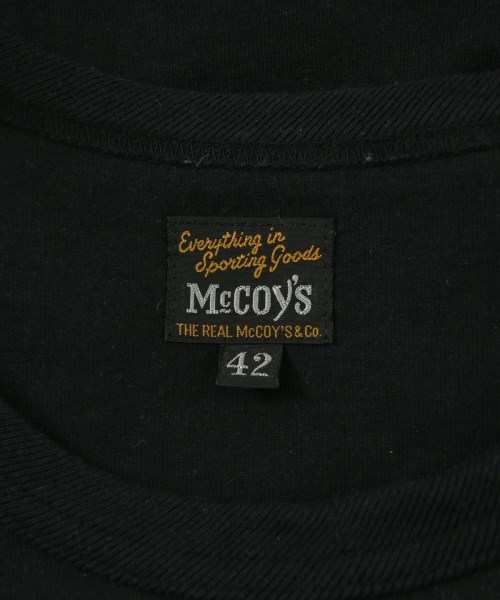 Everything in
Sporting Goods
McCOY'S
THE REAL McCOY'S & Co.
42